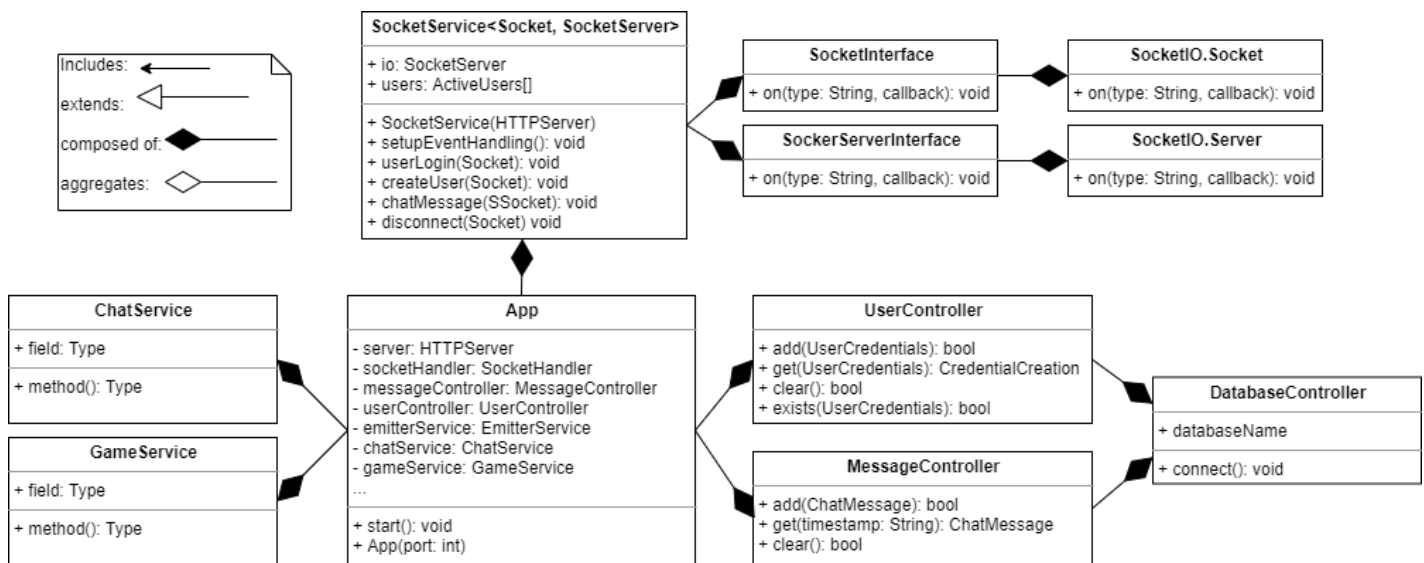 Includes:
extends:
composed of:
aggregates:
SocketService<Socket, SocketServer>
+ io: SocketServer
+ users: ActiveUsers[]
+ SocketService(HTTPServer)
+ setupEventHandling(): void
+ userLogin(Socket): void
+ createUser(Socket): void
+ chatMessage(SSocket): void
+ disconnect(Socket) void
SocketInterface
+ on(type: String, callback): void
SocketIO.Socket
+ on(type: String, callback): void
SockerServerInterface
+ on(type: String, callback): void
SocketIO.Server
+ on(type: String, callback): void
ChatService
+ field: Type
+ method(): Type
GameService
+ field: Type
+ method(): Type
App
- server: HTTPServer
- socketHandler: SocketHandler
- messageController: MessageController
- userController: UserController
- emitterService: EmitterService
- chatService: ChatService
- gameService: GameService
...
+ start(): void
+ App(port: int)
UserController
+ add(UserCredentials): bool
+ get(UserCredentials): CredentialCreation
+ clear(): bool
+ exists(UserCredentials): bool
MessageController
+ add(ChatMessage): bool
+ get(timestamp: String): ChatMessage
+ clear(): bool
DatabaseController
+ databaseName
+ connect(): void